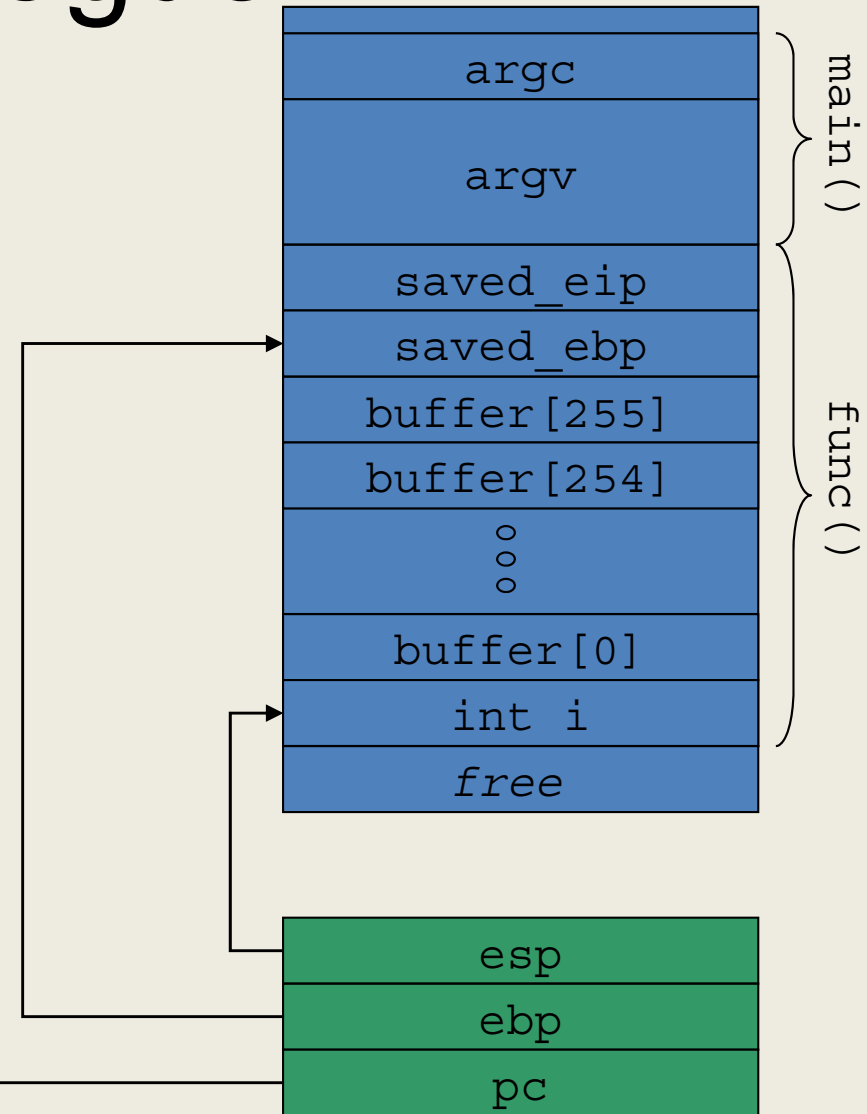 argc
argv
saved_eip
saved_ebp
buffer[255]
buffer[254]
buffer[0]
int i
free
main()
func()
esp
ebp
pc